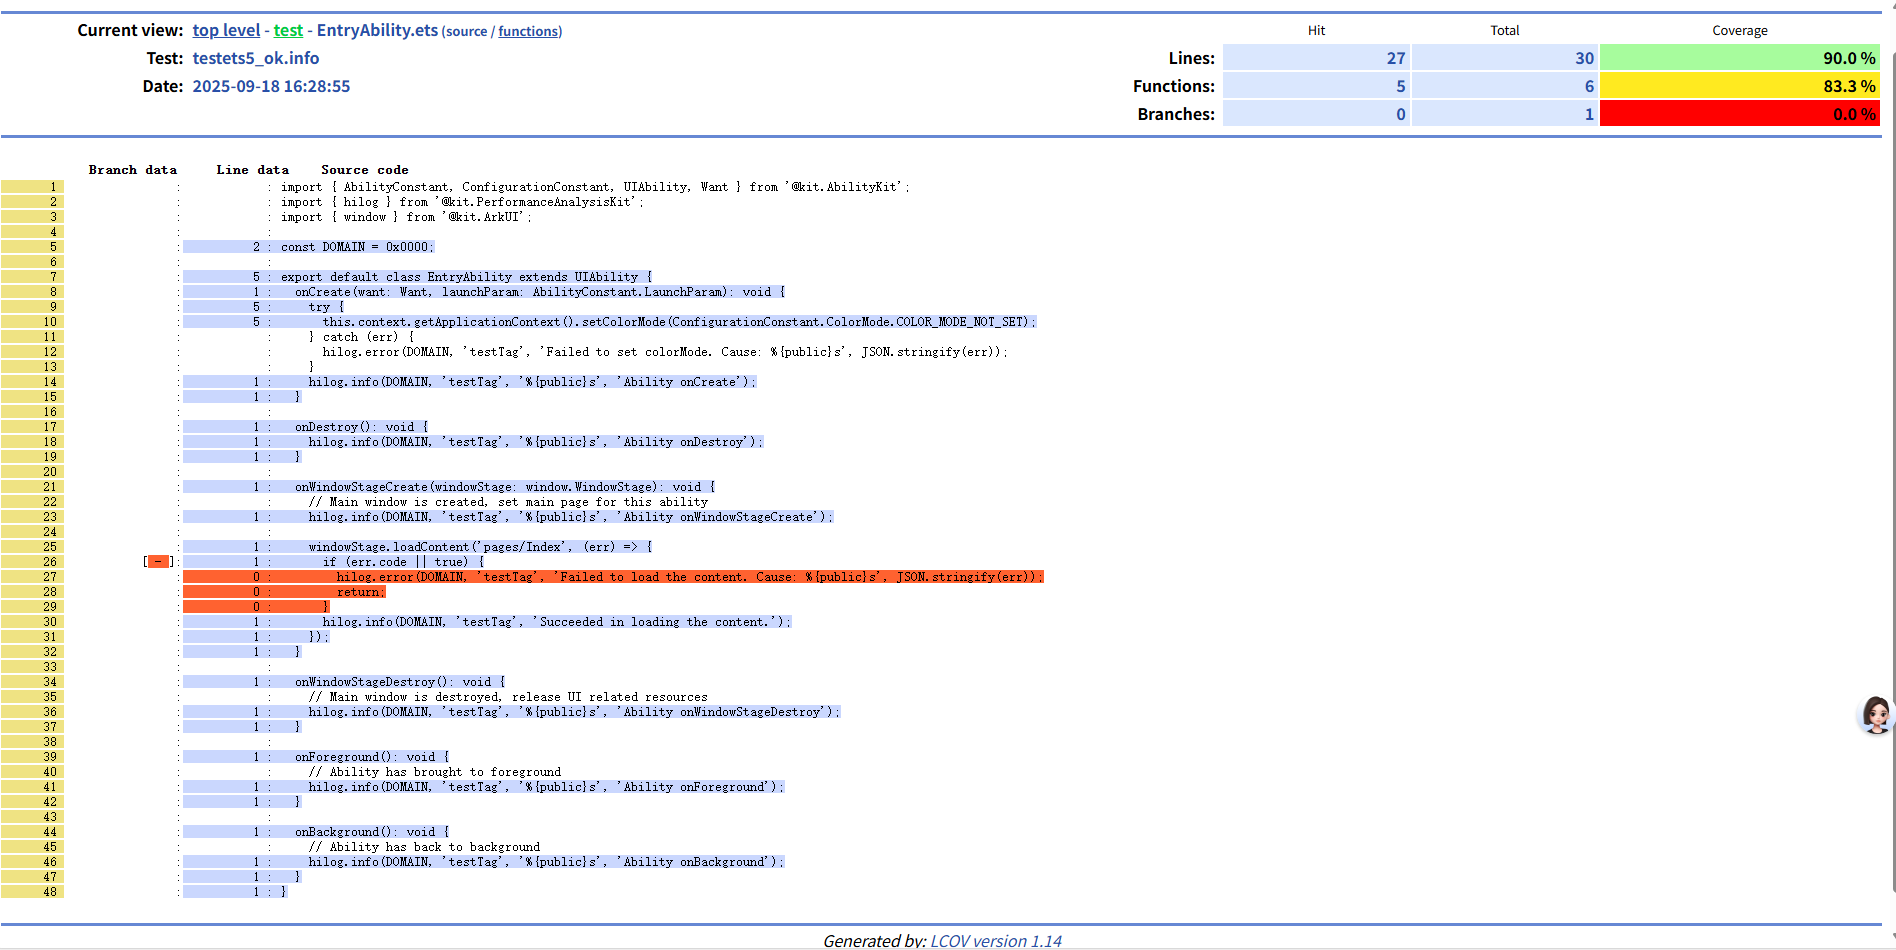 Current view: top level - test - EntryAbility.ets (source / functions) Hit Total Coverage
Test: testets5_ok.info Lines: 27 30 90.0 %
Date: 2025-09-18 16:28:55 Functions: 5 6 83.3 %
Branches: 0 1 0.0 %
Branch data Line data Source code
1 : : import { AbilityConstant, ConfigurationConstant, UIAbility, Want } from '@kit.AbilityKit';
2 : : import { hilog } from '@kit.PerformanceAnalysisKit';
3 : : import { window } from '@kit.ArkUI';
4 : :
5 : 2 : const DOMAIN = 0x0000;
6 : :
7 : 5 : export default class EntryAbility extends UIAbility {
8 : 1 : onCreate(want: Want, launchParam: AbilityConstant.LaunchParam): void {
9 : 5 : try {
10 : 5 : this.context.getApplicationContext().setColorMode(ConfigurationConstant.ColorMode.COLOR_MODE_NOT_SET);
11 : : } catch (err) {
12 : : hilog.error(DOMAIN, 'testTag', 'Failed to set colorMode. Cause: %{public}s', JSON.stringify(err));
13 : : }
14 : 1 : hilog.info(DOMAIN, 'testTag', '%{public}s', 'Ability onCreate');
15 : 1 : }
16 : :
17 : 1 : onDestroy(): void {
18 : 1 : hilog.info(DOMAIN, 'testTag', '%{public}s', 'Ability onDestroy');
19 : 1 : }
20 : :
21 : 1 : onWindowStageCreate(windowStage: window.WindowStage): void {
22 : : // Main window is created, set main page for this ability
23 : 1 : hilog.info(DOMAIN, 'testTag', '%{public}s', 'Ability onWindowStageCreate');
24 : :
25 : 1 : windowStage.loadContent('pages/Index', (err) => {
26 [ - ]: 1 : if (err.code || true) {
27 : 0 : hilog.error(DOMAIN, 'testTag', 'Failed to load the content. Cause: %{public}s', JSON.stringify(err));
28 : 0 : return;
29 : 0 : }
30 : 1 : hilog.info(DOMAIN, 'testTag', 'Succeeded in loading the content.');
31 : 1 : });
32 : 1 : }
33 : :
34 : 1 : onWindowStageDestroy(): void {
35 : : // Main window is destroyed, release UI related resources
36 : 1 : hilog.info(DOMAIN, 'testTag', '%{public}s', 'Ability onWindowStageDestroy');
37 : 1 : }
38 : :
39 : 1 : onForeground(): void {
40 : : // Ability has brought to foreground
41 : 1 : hilog.info(DOMAIN, 'testTag', '%{public}s', 'Ability onForeground');
42 : 1 : }
43 : :
44 : 1 : onBackground(): void {
45 : : // Ability has back to background
46 : 1 : hilog.info(DOMAIN, 'testTag', '%{public}s', 'Ability onBackground');
47 : 1 : }
48 : 1 : }
Generated by: LCOV version 1.14